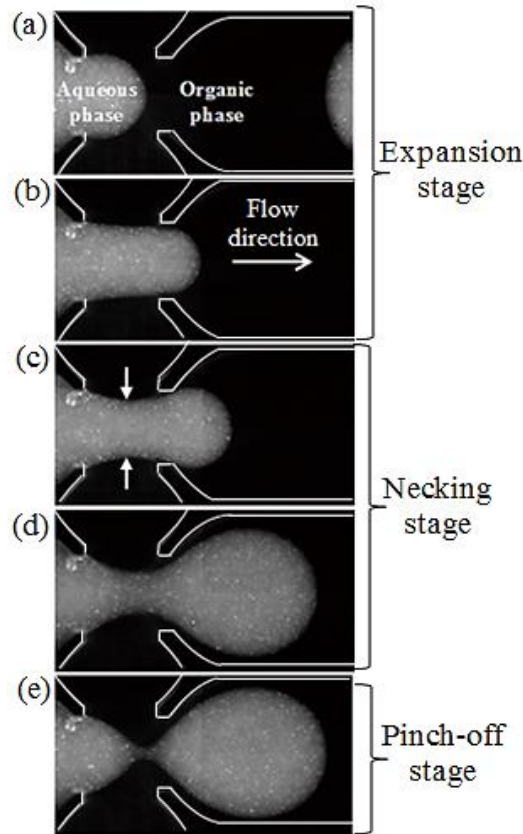 (a)
Aqueous phase
Organic phase
(b)
Flow direction
Expansion stage
(c)
(d)
Necking stage
(e)
Pinch-off stage